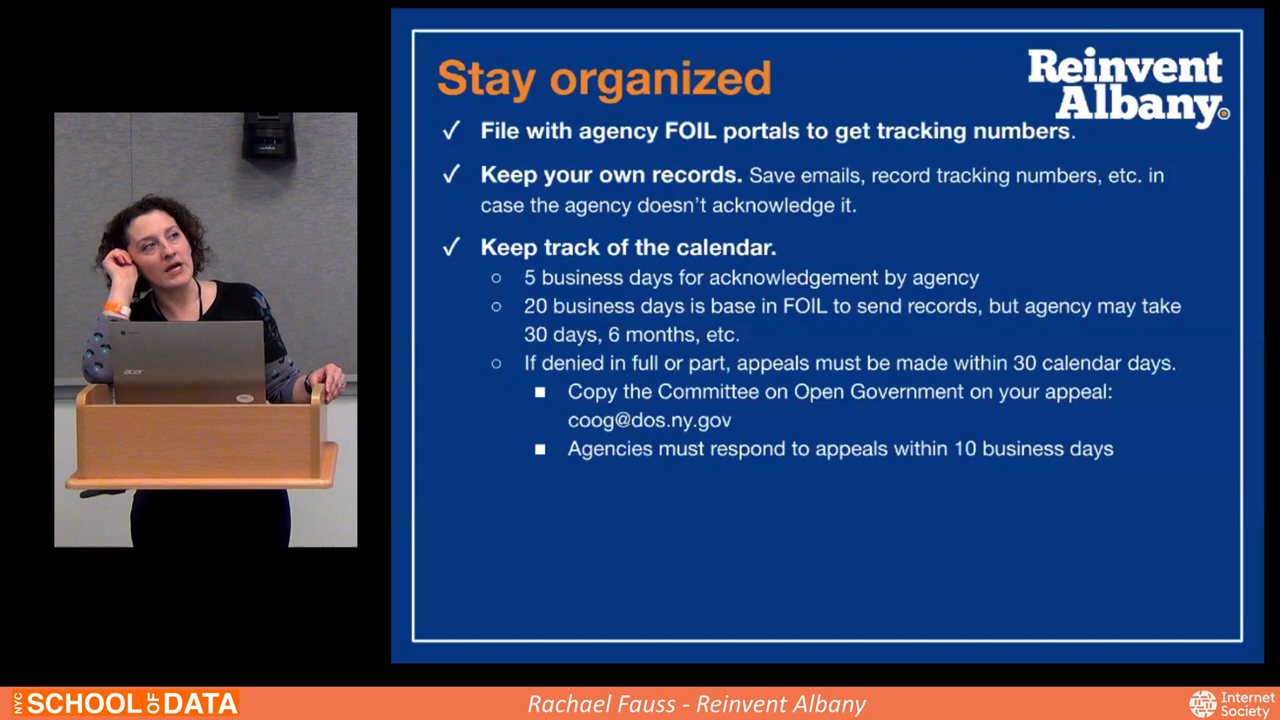 Stay organized
Reinvent
Albany
✓ File with agency FOIL portals to get tracking numbers.
✓ Keep your own records. Save emails, record tracking numbers, etc. in
case the agency doesn't acknowledge it.
✓ Keep track of the calendar.
○ 5 business days for acknowledgement by agency
○ 20 business days is base in FOIL to send records, but agency may take
30 days, 6 months, etc.
○ If denied in full or part, appeals must be made within 30 calendar days.
■ Copy the Committee on Open Government on your appeal:
coog@dos.ny.gov
■ Agencies must respond to appeals within 10 business days
acer
NYC SCHOOL OF DATA
Rachael Fauss - Reinvent Albany
Internet
Society